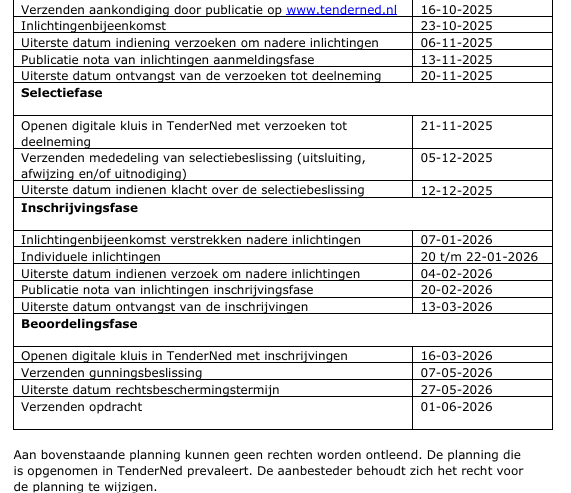 Verzenden aankondiging door publicatie op www.tenderned.nl 16-10-2025
Inlichtingenbijeenkomst 23-10-2025
Uiterste datum indiening verzoeken om nadere inlichtingen 06-11-2025
Publicatie nota van inlichtingen aanmeldingsfase 13-11-2025
Uiterste datum ontvangst van de verzoeken tot deelneming 20-11-2025
Selectiefase
Openen digitale kluis in TenderNed met verzoeken tot 21-11-2025
deelneming
Verzenden mededeling van selectiebeslissing (uitsluiting, 05-12-2025
afwijzing en/of uitnodiging)
Uiterste datum indienen klacht over de selectiebeslissing 12-12-2025
Inschrijvingsfase
Inlichtingenbijeenkomst verstrekken nadere inlichtingen 07-01-2026
Individuele inlichtingen 20 t/m 22-01-2026
Uiterste datum indienen verzoek om nadere inlichtingen 04-02-2026
Publicatie nota van inlichtingen inschrijvingsfase 20-02-2026
Uiterste datum ontvangst van de inschrijvingen 13-03-2026
Beoordelingsfase
Openen digitale kluis in TenderNed met inschrijvingen 16-03-2026
Verzenden gunningsbeslissing 07-05-2026
Uiterste datum rechtsbeschermingstermijn 27-05-2026
Verzenden opdracht 01-06-2026
Aan bovenstaande planning kunnen geen rechten worden ontleend. De planning die
is opgenomen in TenderNed prevaleert. De aanbesteder behoudt zich het recht voor
de planning te wijzigen.